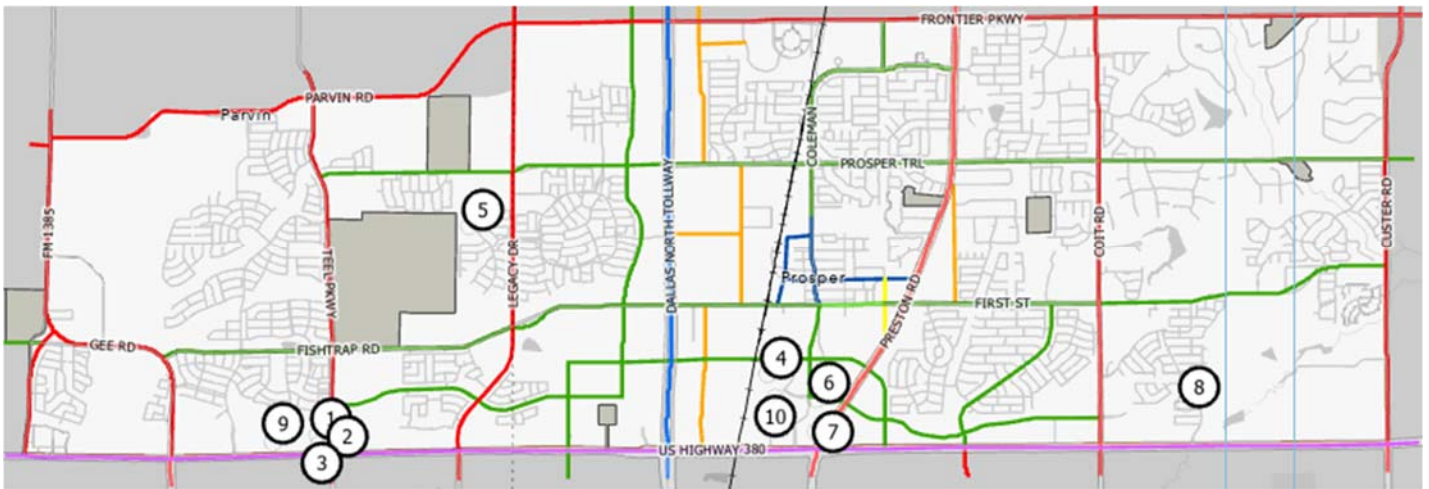 FRONTIER PKWY
PARVIN RD
Parvin
COLEMAN
PROSPER TRL
DALLAS NORTH TOLLWAY
5
FM 1385
TEEL PKWY
LEGACY DR
COIT RD
CUSTER RD
Prosper
PRESTON RD
FIRST ST
GEE RD
FISHTRAP RD
4
6
8
9
1
10
2
7
3
US HIGHWAY 380